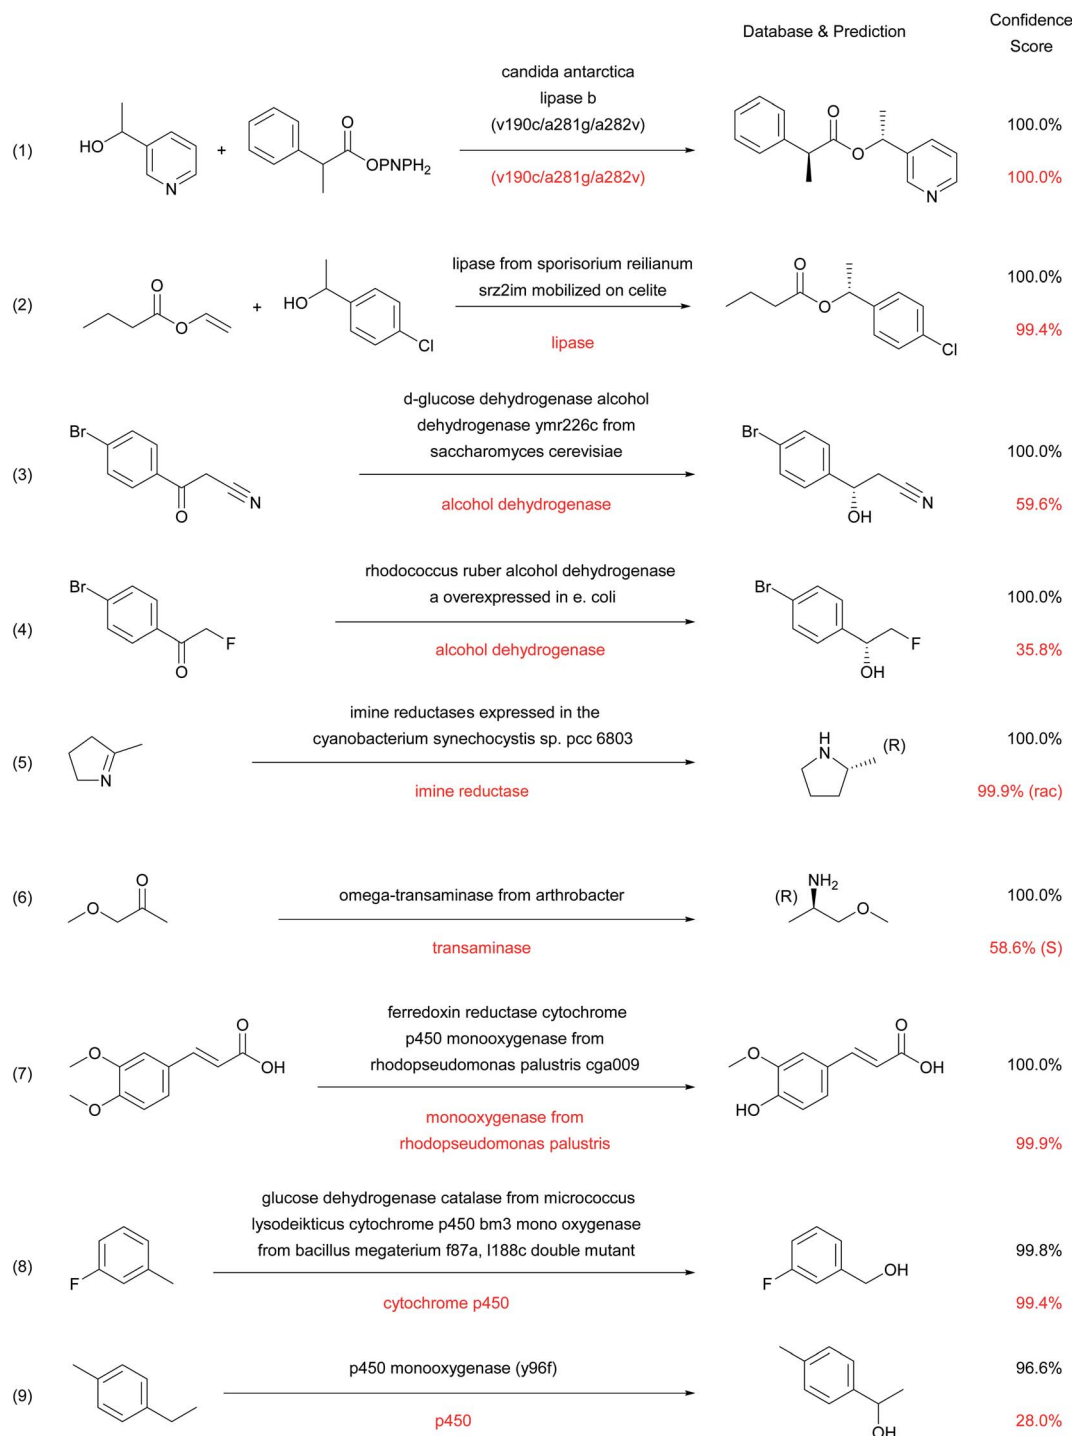 Database & Prediction
Confidence
Score
(1)
HO
N
+
O
OPNPH2
candida antarctica
lipase b
(v190c/a281g/a282v)
(v190c/a281g/a282v)
O
O
N
100.0%
100.0%
(2)
O
O
+
HO
Cl
lipase from sporisorium reilianum
srz2im mobilized on celite
lipase
O
O
Cl
100.0%
99.4%
(3)
Br
O
N
d-glucose dehydrogenase alcohol
dehydrogenase ymr226c from
saccharomyces cerevisiae
alcohol dehydrogenase
Br
OH
N
100.0%
59.6%
(4)
Br
O
F
rhodococcus ruber alcohol dehydrogenase
a overexpressed in e. coli
alcohol dehydrogenase
Br
OH
F
100.0%
35.8%
(5)
N
imine reductases expressed in the
cyanobacterium synechocystis sp. pcc 6803
imine reductase
H
N
(R)
100.0%
99.9% (rac)
(6)
O
O
omega-transaminase from arthrobacter
transaminase
(R)
NH2
O
100.0%
58.6% (S)
(7)
O
O
O
OH
ferredoxin reductase cytochrome
p450 monooxygenase from
rhodopseudomonas palustris cga009
monooxygenase from
rhodopseudomonas palustris
O
HO
O
OH
100.0%
99.9%
(8)
F
glucose dehydrogenase catalase from micrococcus
lysodeikticus cytochrome p450 bm3 mono oxygenase
from bacillus megaterium f87a, l188c double mutant
cytochrome p450
F
OH
99.8%
99.4%
(9)
p450 monooxygenase (y96f)
p450
OH
96.6%
28.0%